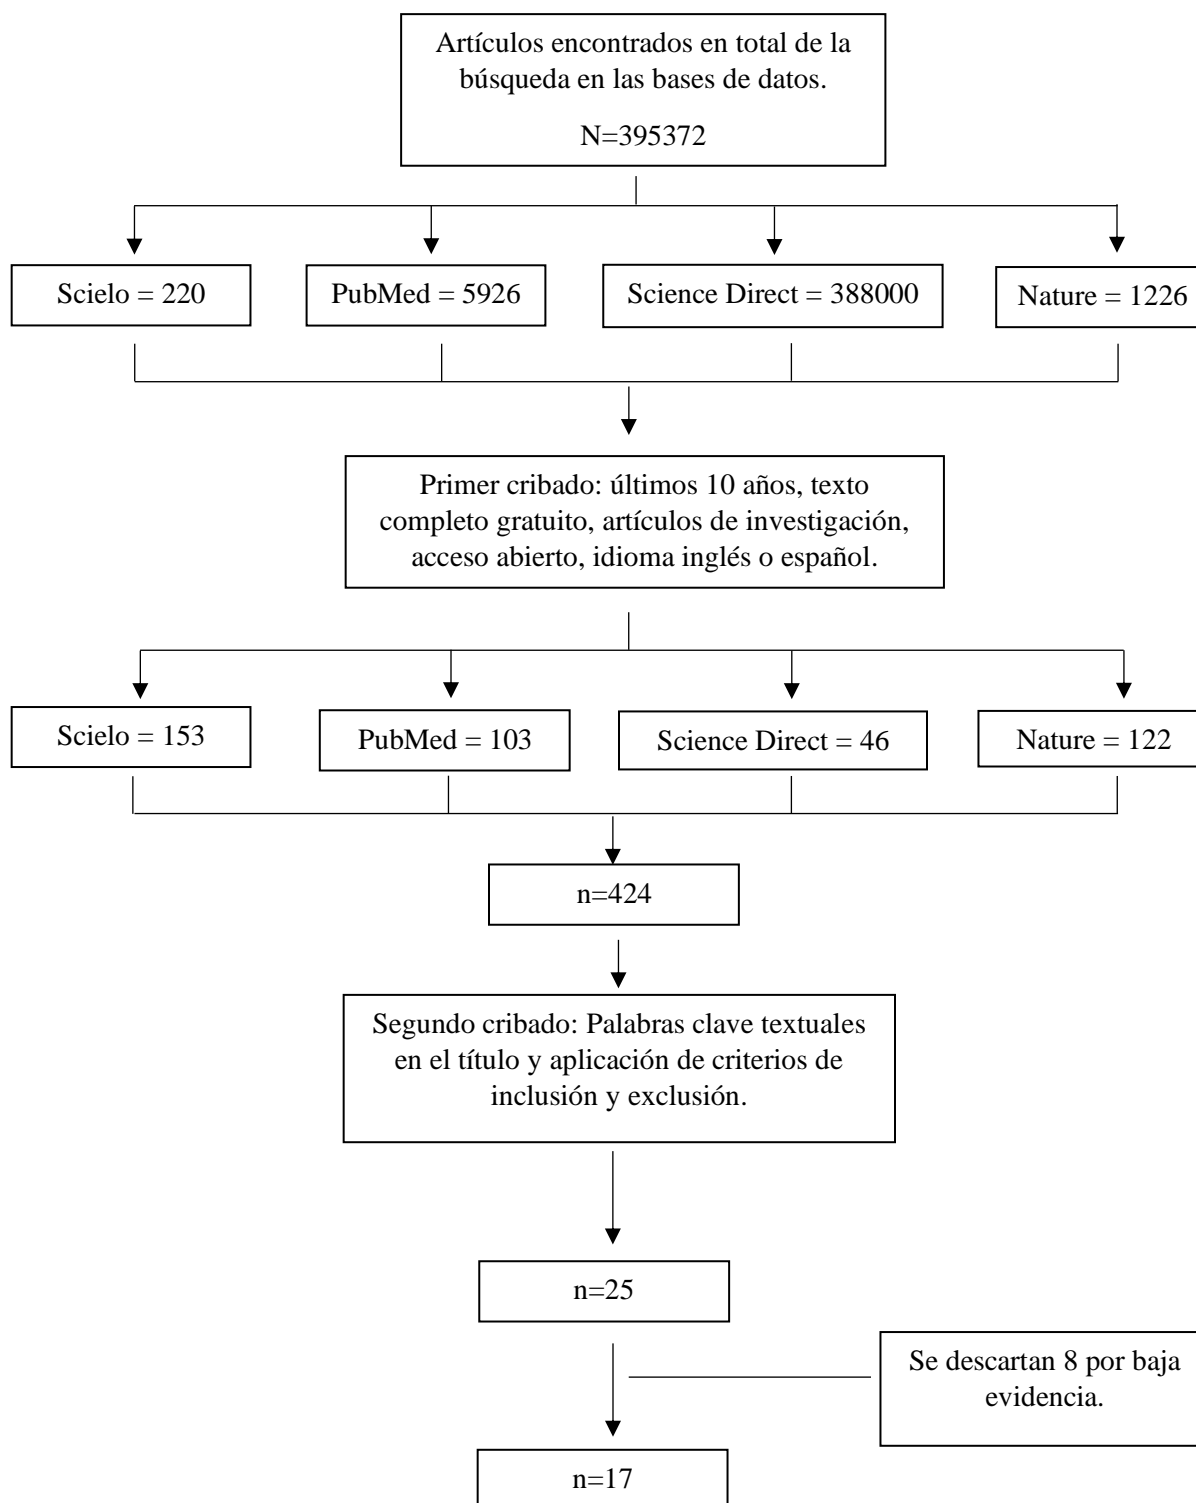 Artículos encontrados en total de la
búsqueda en las bases de datos.
N=395372
Scielo = 220
PubMed = 5926
Science Direct = 388000
Nature = 1226
Primer cribado: últimos 10 años, texto
completo gratuito, artículos de investigación,
acceso abierto, idioma inglés o español.
Scielo = 153
PubMed = 103
Science Direct = 46
Nature = 122
n=424
Segundo cribado: Palabras clave textuales
en el título y aplicación de criterios de
inclusión y exclusión.
n=25
Se descartan 8 por baja
evidencia.
n=17